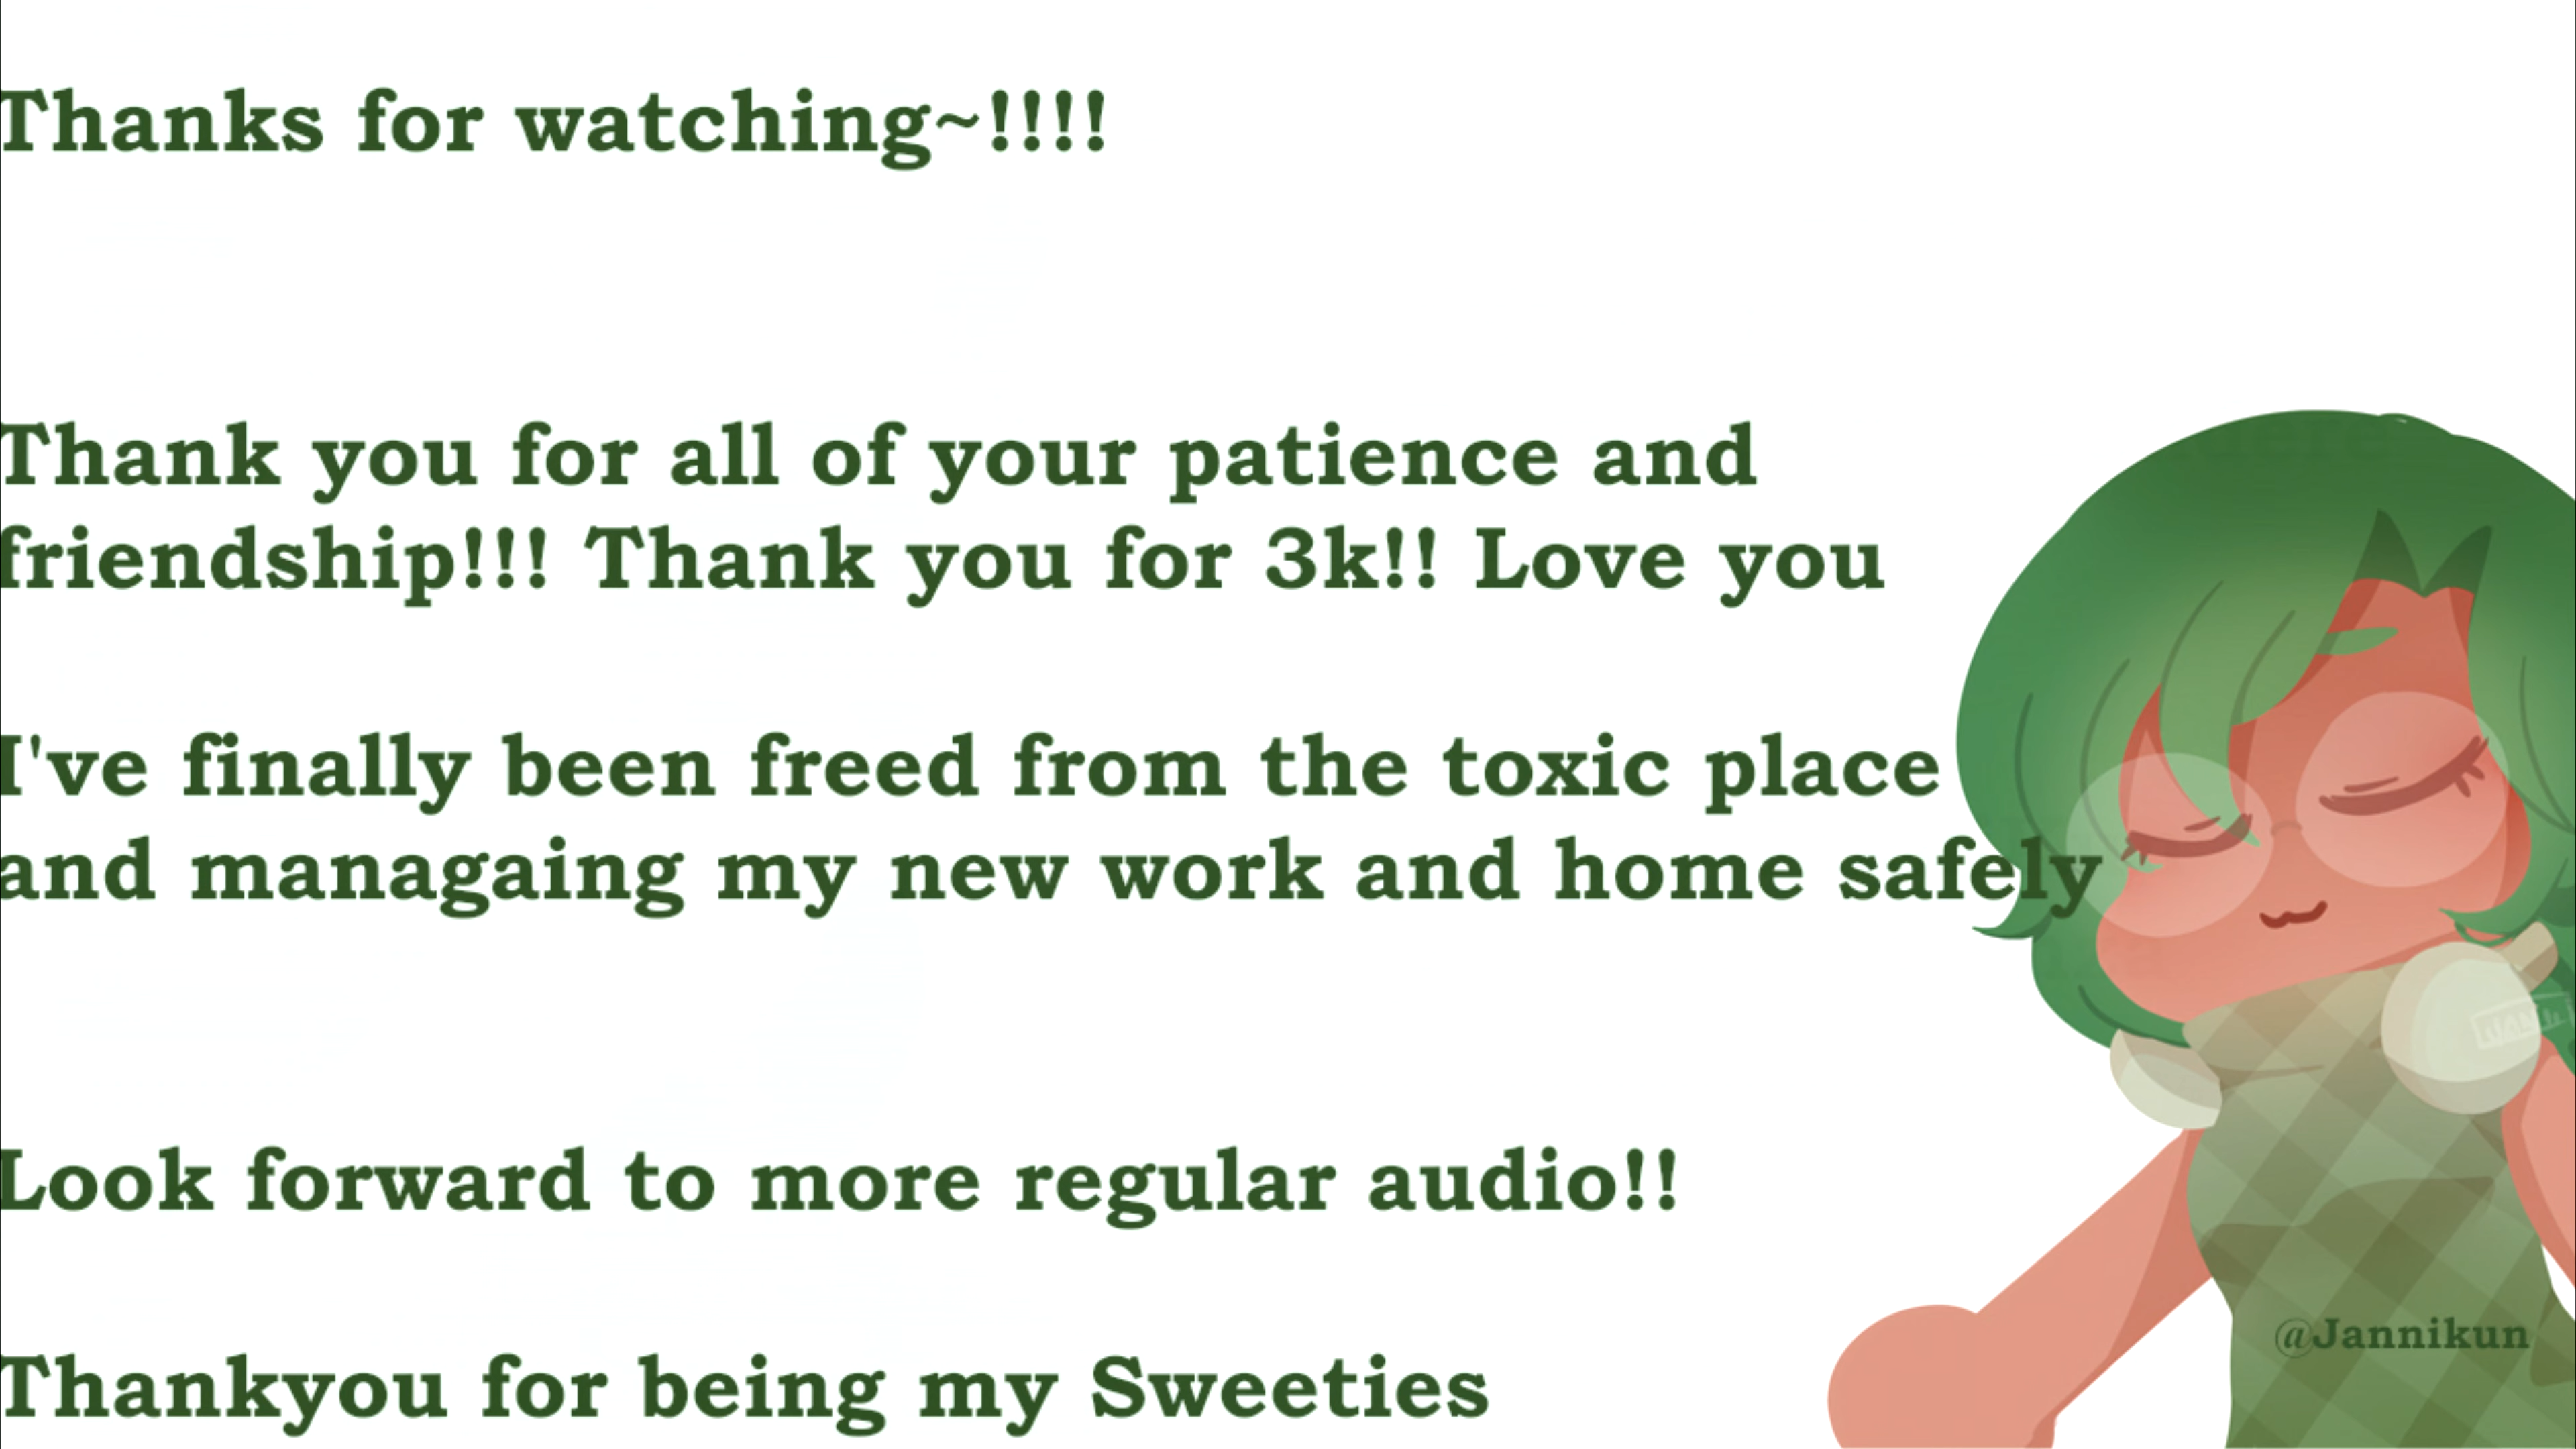 Thanks for watching~!!!!
Thank you for all of your patience and
friendship!!! Thank you for 3k!! Love you
I've finally been freed from the toxic place
and managaing my new work and home safely
Look forward to more regular audio!!
Thankyou for being my Sweeties
@Jannikun